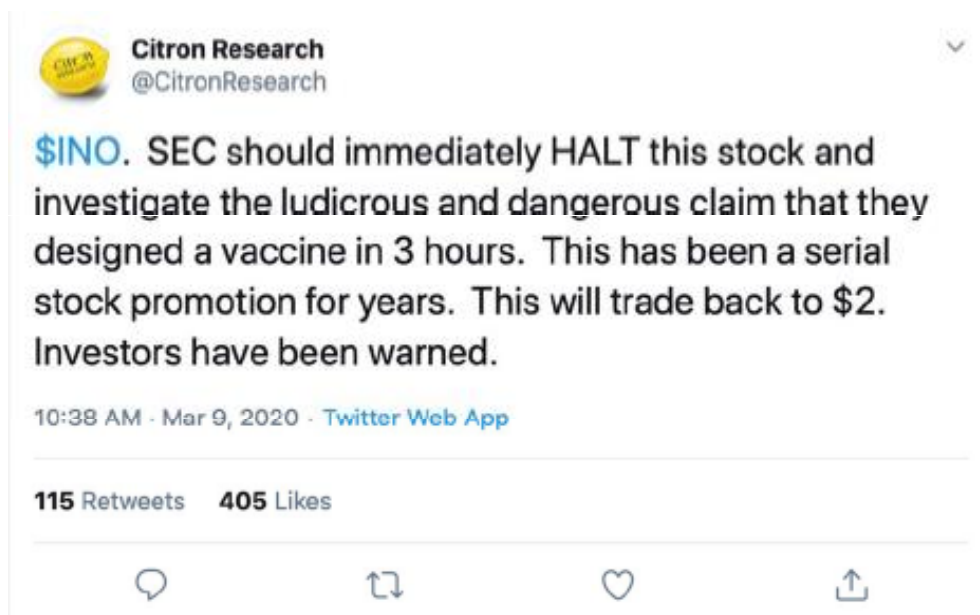 Citron Research
@CitronResearch
$INO. SEC should immediately HALT this stock and
investigate the ludicrous and dangerous claim that they
designed a vaccine in 3 hours. This has been a serial
stock promotion for years. This will trade back to $2.
Investors have been warned.
10:38 AM · Mar 9, 2020 · Twitter Web App
115 Retweets 405 Likes